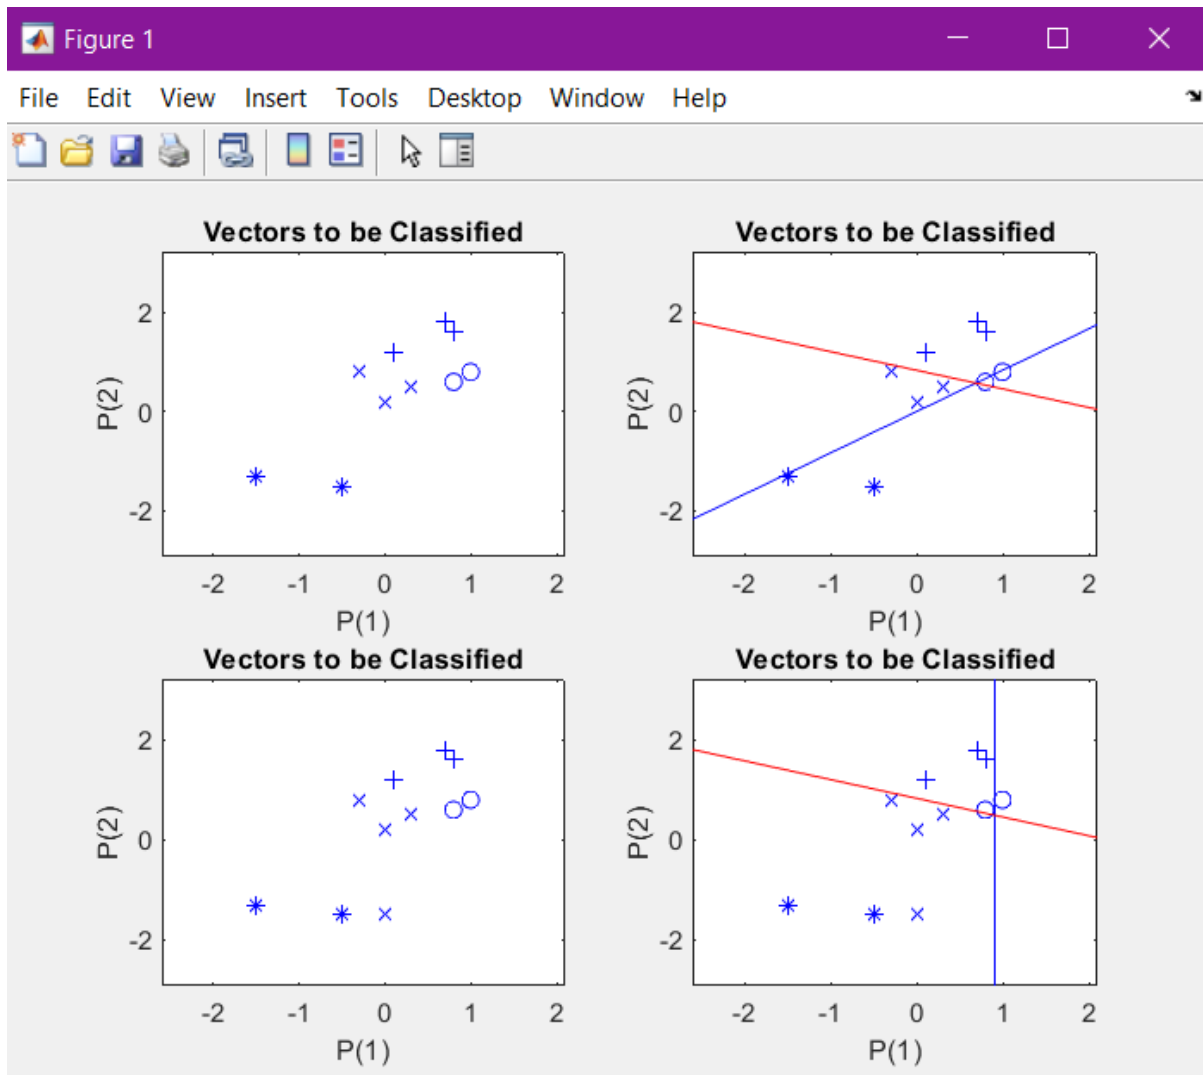 Figure 1
File Edit View Insert Tools Desktop Window Help
Vectors to be Classified
2
0
-2
P(2)
-2 -1 0 1 2
P(1)
Vectors to be Classified
2
0
-2
P(2)
-2 -1 0 1 2
P(1)
Vectors to be Classified
2
0
-2
P(2)
-2 -1 0 1 2
P(1)
Vectors to be Classified
2
0
-2
P(2)
-2 -1 0 1 2
P(1)